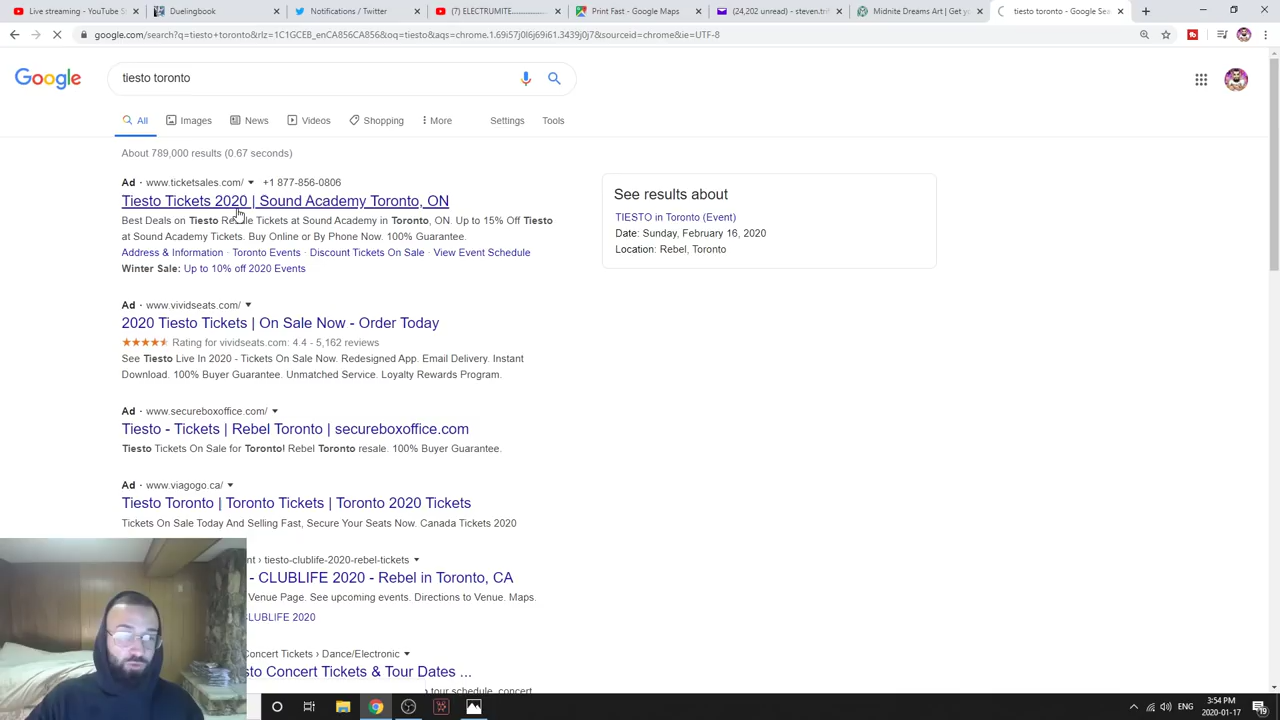 Live streaming - YouTube S
Duelingbook
Notifications / Twitter
(7) ELECTRUMITE
Print Fast - Google Maps
(24,202 unread) - steven.tri
Midnite Dreams Art | Get yo
tiesto toronto - Google Sea
google.com/search?q=tiesto+toronto&rlz=1C1GCEB_enCA856CA856&oq=tiesto&aqs=chrome.1.69i57j0l6j69i61.3439j0j7&sourceid=chrome&ie=UTF-8
Google
tiesto toronto
All Images News Videos Shopping More Settings Tools
About 789,000 results (0.67 seconds)
Ad · www.ticketsales.com/ +1 877-856-0806
Tiesto Tickets 2020 | Sound Academy Toronto, ON
Best Deals on Tiesto Resale Tickets at Sound Academy in Toronto, ON. Up to 15% Off Tiesto
at Sound Academy Tickets. Buy Online or By Phone Now. 100% Guarantee.
Address & Information · Toronto Events · Discount Tickets On Sale · View Event Schedule
Winter Sale: Up to 10% off 2020 Events
See results about
TIESTO in Toronto (Event)
Date: Sunday, February 16, 2020
Location: Rebel, Toronto
Ad · www.vividseats.com/
2020 Tiesto Tickets | On Sale Now - Order Today
Rating for vividseats.com: 4.4 - 5,162 reviews
See Tiesto Live In 2020 - Tickets On Sale Now. Redesigned App. Email Delivery. Instant
Download. 100% Buyer Guarantee. Unmatched Service. Loyalty Rewards Program.
Ad · www.secureboxoffice.com/
Tiesto - Tickets | Rebel Toronto | secureboxoffice.com
Tiesto Tickets On Sale for Toronto! Rebel Toronto resale. 100% Buyer Guarantee.
Ad · www.viagogo.ca/
Tiesto Toronto | Toronto Tickets | Toronto 2020 Tickets
Tickets On Sale Today And Selling Fast, Secure Your Seats Now. Canada Tickets 2020
nt › tiesto-clublife-2020-rebel-tickets
- CLUBLIFE 2020 - Rebel in Toronto, CA
Venue Page. See upcoming events. Directions to Venue. Maps.
CLUBLIFE 2020
Concert Tickets › Dance/Electronic
sto Concert Tickets & Tour Dates ...
tour schedule, concert
ENG
3:54 PM
2020-01-17
19